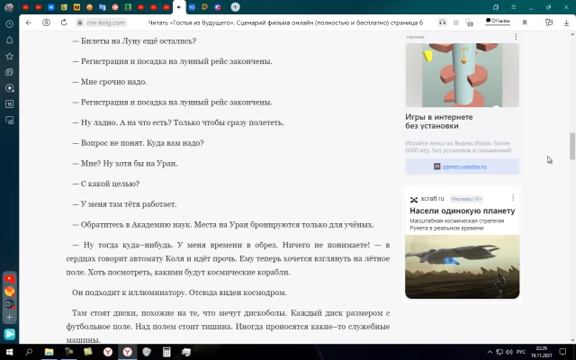 mir-knig.com
Читать «Гостья из будущего». Сценарий фильма онлайн (полностью и бесплатно) страница 6
Отзывы
— Билеты на Луну ещё остались?
— Регистрация и посадка на лунный рейс закончены.
— Мне срочно надо.
— Регистрация и посадка на лунный рейс закончены.
— Ну ладно. А на что есть? Только чтобы сразу полететь.
— Вопрос не понят. Куда вам надо?
— Мне? Ну хотя бы на Уран.
— С какой целью?
— У меня там тётя работает.
— Обратитесь в Академию наук. Места на Уран бронируются только для учёных.
— Ну тогда куда–нибудь. У меня времени в обрез. Ничего не понимаете! — в
сердцах говорит автомату Коля и идёт прочь. Ему теперь хочется взглянуть на лётное
поле. Хоть посмотреть, какими будут космические корабли.
Он подходит к иллюминатору. Отсюда виден космодром.
Там стоят диски, похожие на те, что мечут дискоболы. Каждый диск размером с
футбольное поле. Над полем стоит тишина. Иногда проносятся какие–то служебные
машины.
РЕКЛАМА
Игры в интернете
без установки
Играйте легко на Яндекс.Играх. Более
6000 игр. Без установок и скачиваний!
games.yandex.ru
xcraft.ru
Реклама 16+
Насели одинокую планету
Масштабная космическая стратегия
Рунета в реальном времени
РУС
22:29
18.11.2021